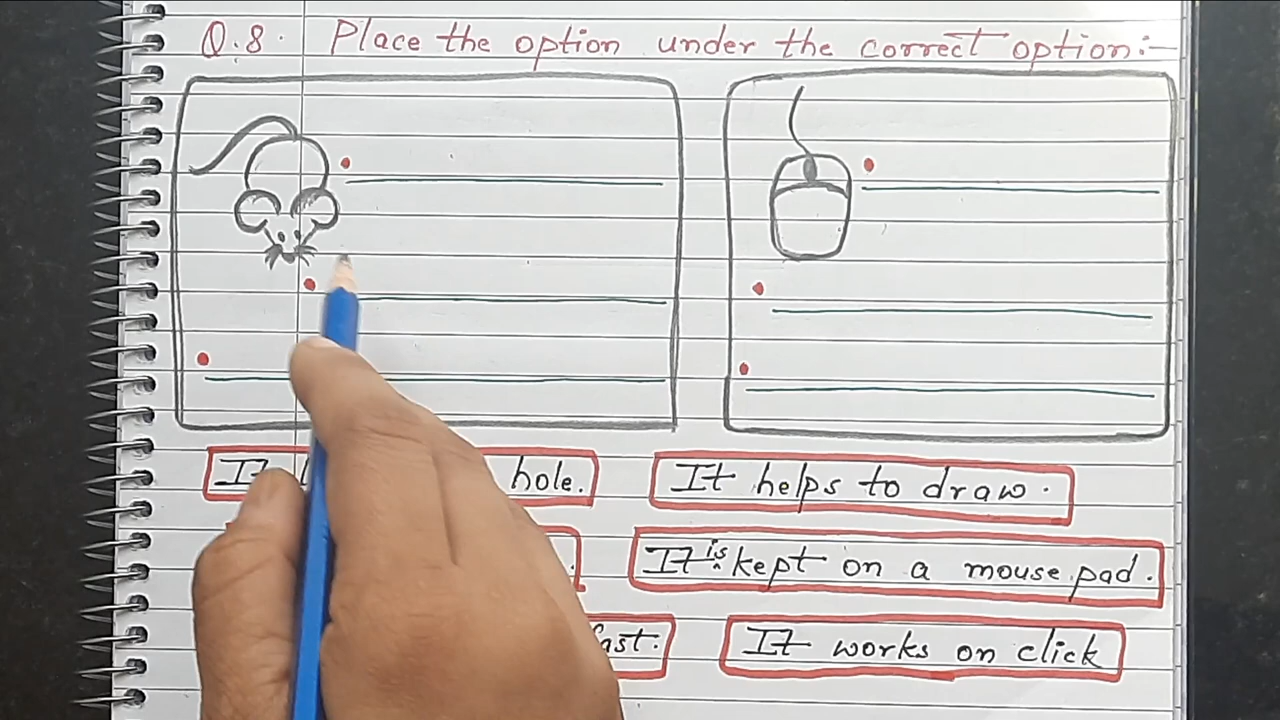 Q.8. Place the option under the correct option:-
It hole.
It helps to draw.
It is kept on a mouse pad.
fast.
It works on click